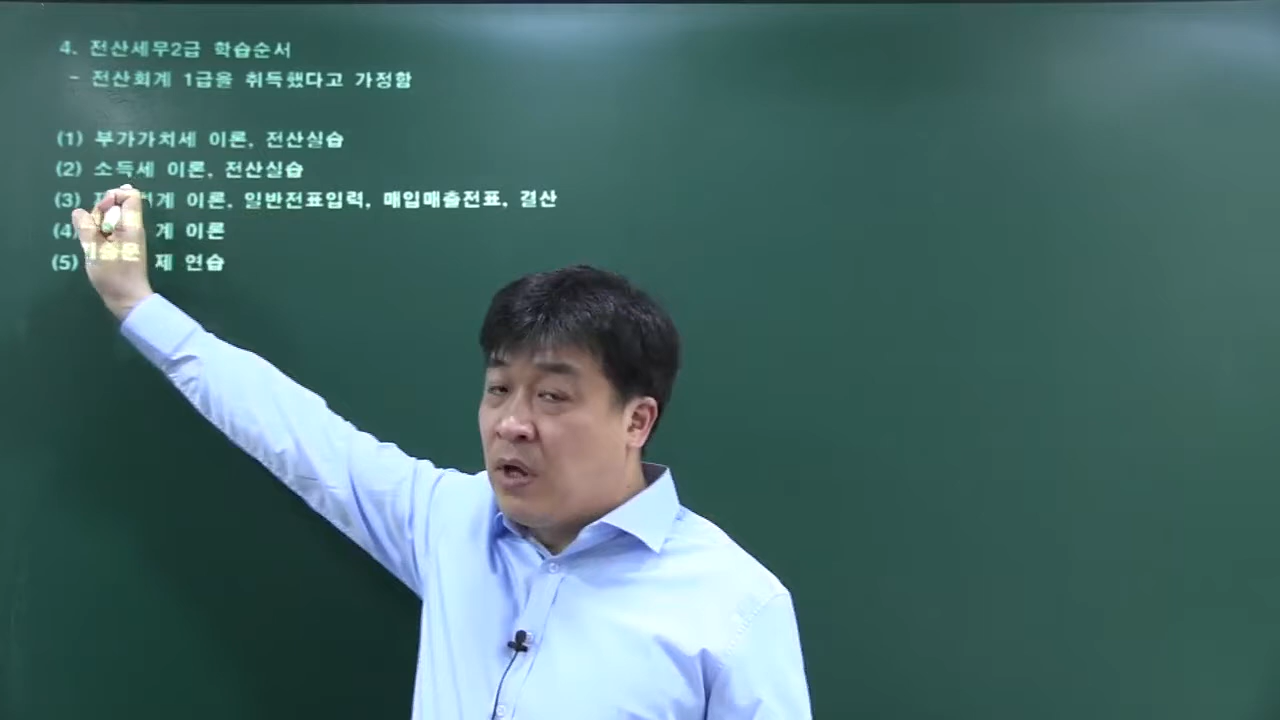 4. 전산세무2급 학습순서
- 전산회계 1급을 취득했다고 가정함
(1) 부가가치세 이론, 전산실습
(2) 소득세 이론, 전산실습
(3) 이론, 일반전표입력, 매입매출전표, 결산
(4) 이론
(5) 연습